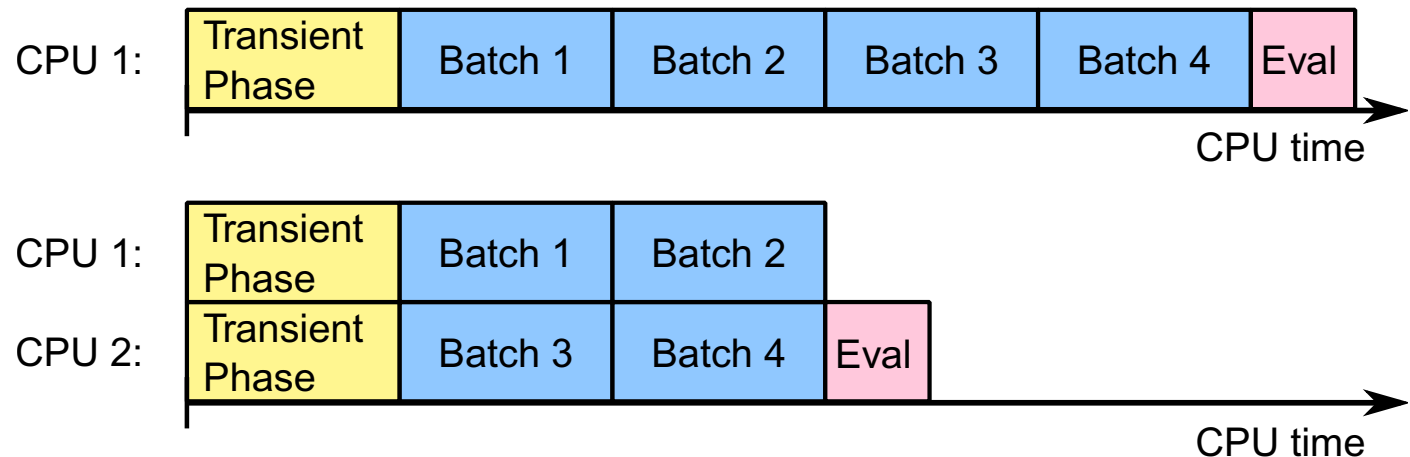 CPU 1:
Transient
Phase
Batch 1
Batch 2
Batch 3
Batch 4
Eval
CPU time
CPU 1:
Transient
Phase
Batch 1
Batch 2
CPU 2:
Transient
Phase
Batch 3
Batch 4
Eval
CPU time